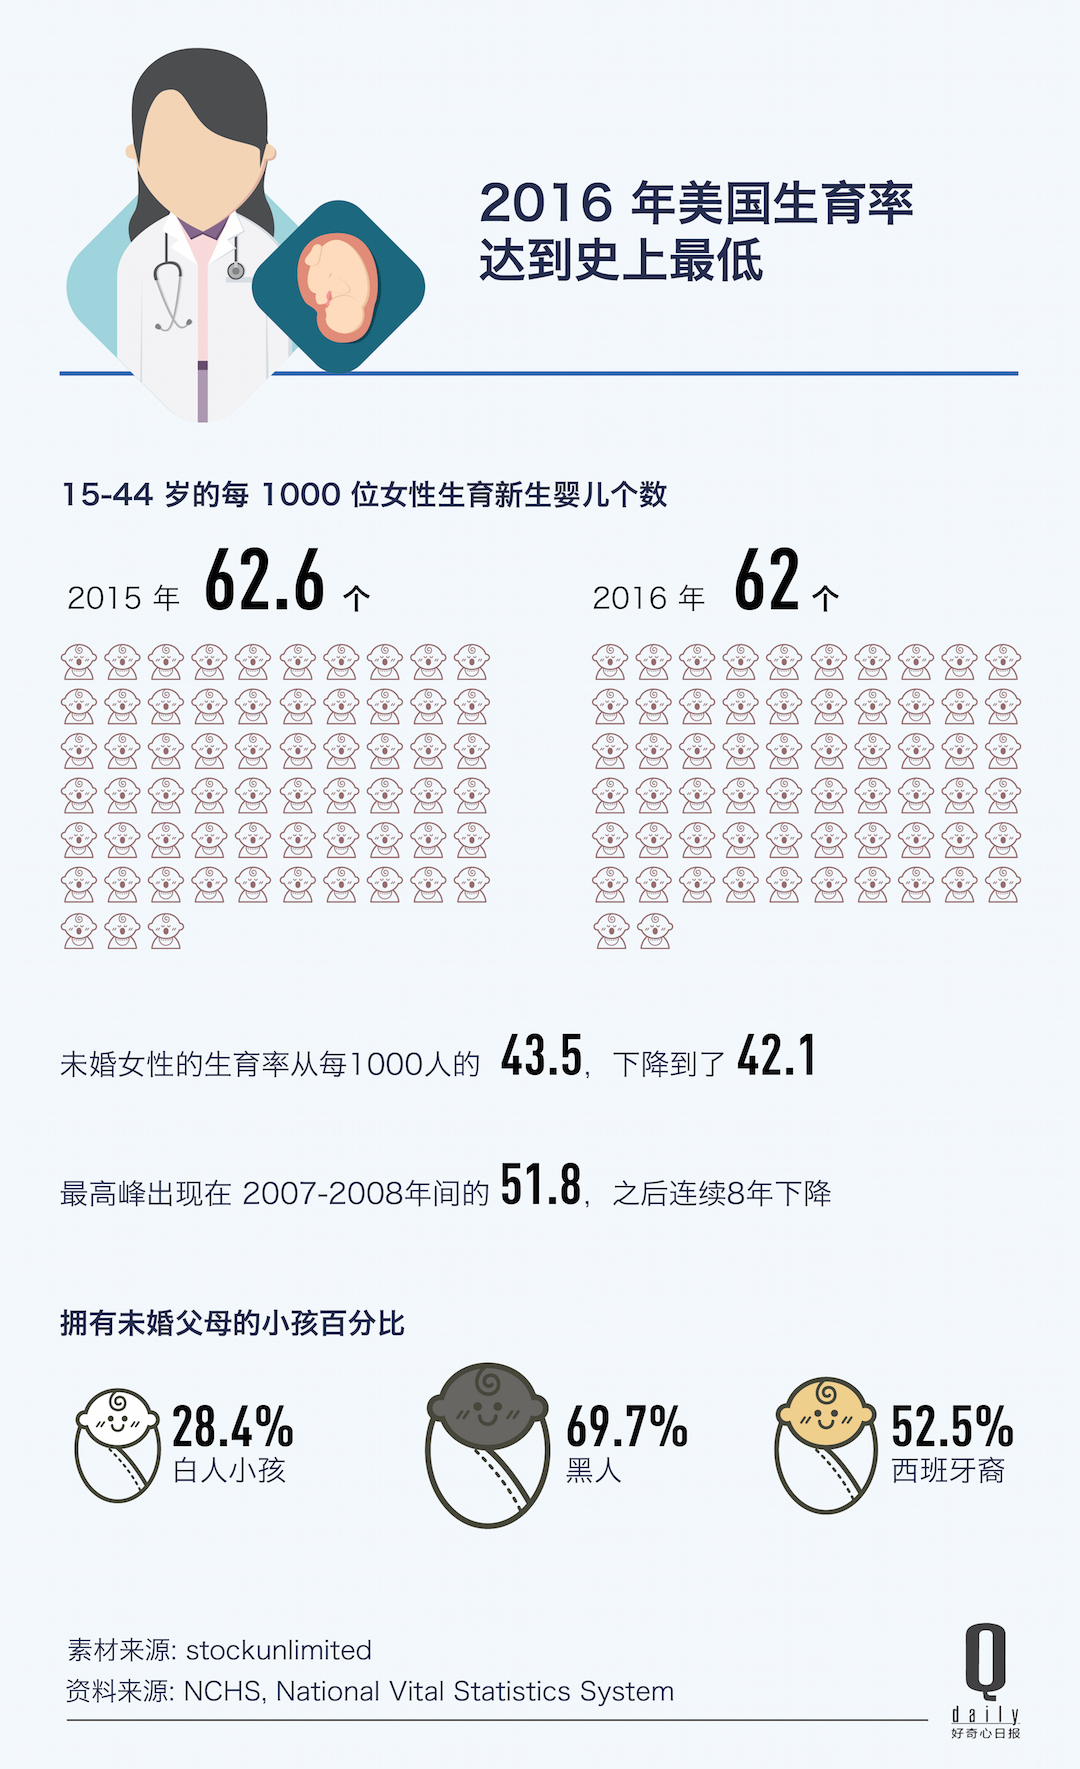 2016 年美国生育率
达到史上最低
15-44 岁的每 1000 位女性生育新生婴儿个数
2015 年 62.6 个
2016 年 62 个
未婚女性的生育率从每1000人的 43.5, 下降到了 42.1
最高峰出现在 2007-2008年间的 51.8, 之后连续8年下降
拥有未婚父母的小孩百分比
28.4%
白人小孩
69.7%
黑人
52.5%
西班牙裔
素材来源: stockunlimited
资料来源: NCHS, National Vital Statistics System
Q
daily
好奇心日报